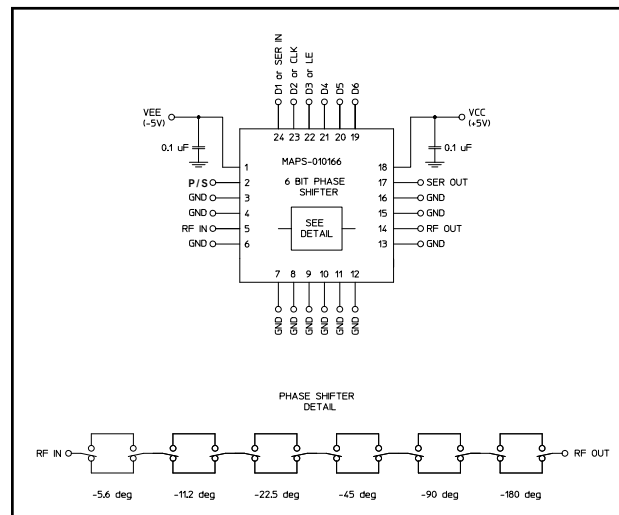 D1 or SER IN
D2 or CLK
D3 or LE
D4
D5
D6
VEE
(-5V)
VCC
(+5V)
0.1 uF
0.1 uF
24 23 22 21 20 19
MAPS-010166
6 BIT PHASE
SHIFTER
SEE
DETAIL
1
P/S 2
GND 3
GND 4
RF IN 5
GND 6
18
17 SER OUT
16 GND
15 GND
14 RF OUT
13 GND
7 8 9 10 11 12
GND GND GND GND GND GND
PHASE SHIFTER
DETAIL
RF IN
RF OUT
-5.6 deg -11.2 deg -22.5 deg -45 deg -90 deg -180 deg